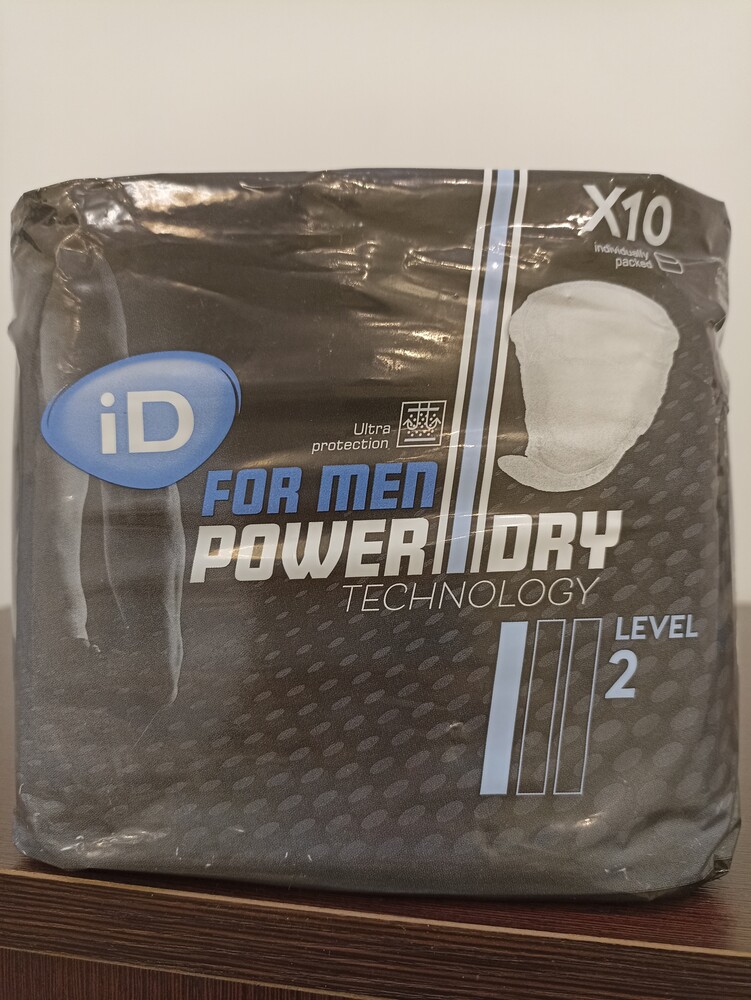 X10
individually
packed
iD
Ultra
protection
FOR MEN
POWER DRY
TECHNOLOGY
LEVEL
2